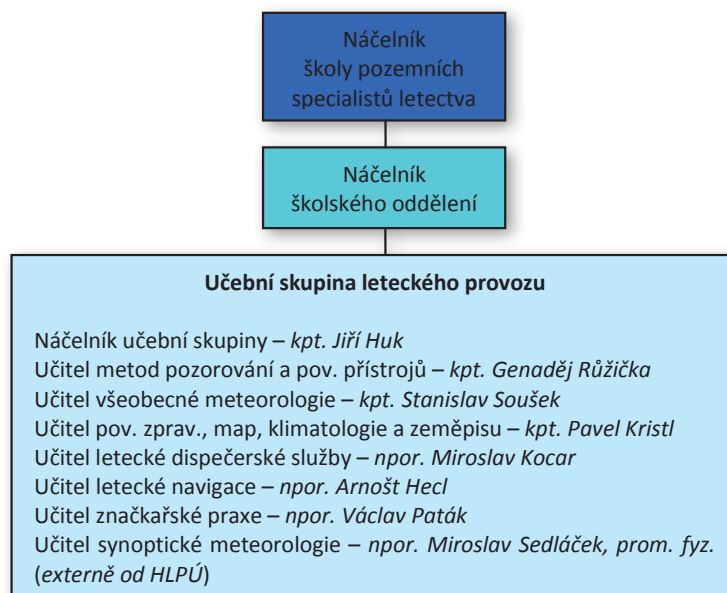 Náčelník
školy pozemních
specialistů letectva
Náčelník
školského oddělení
Učební skupina leteckého provozu
Náčelník učební skupiny – kpt. Jiří Huk
Učitel metod pozorování a pov. přístrojů – kpt. Genaděj Růžička
Učitel všeobecné meteorologie – kpt. Stanislav Soušek
Učitel pov. zprav., map, klimatologie a zeměpisu – kpt. Pavel Kristl
Učitel letecké dispečerské služby – npor. Miroslav Kocar
Učitel letecké navigace – npor. Arnošt Hecl
Učitel značkařské praxe – npor. Václav Paták
Učitel synoptické meteorologie – npor. Miroslav Sedláček, prom. fyz.
(externě od HLPÚ)